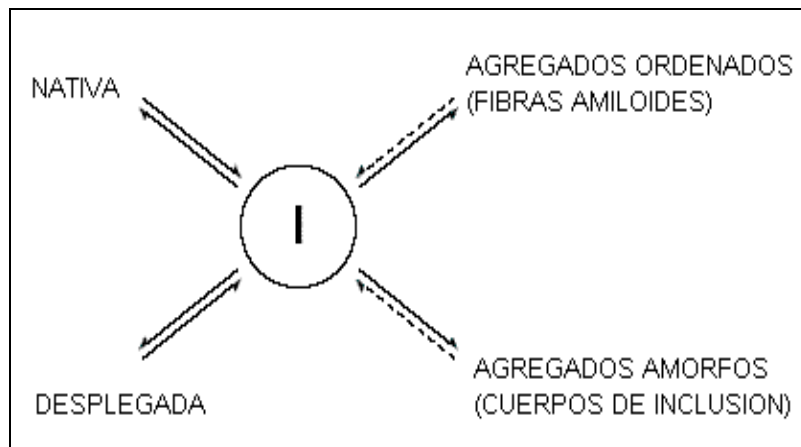 NATIVA
AGREGADOS ORDENADOS
(FIBRAS AMILOIDES)
I
DESPLEGADA
AGREGADOS AMORFOS
(CUERPOS DE INCLUSION)